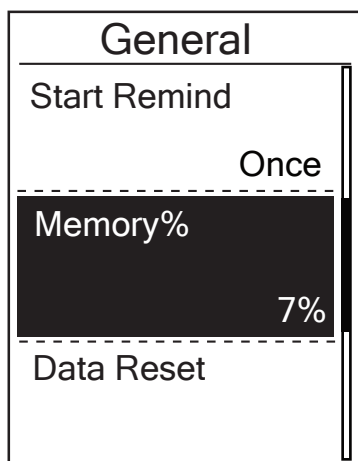 General
Start Remind
Once
Memory%
7%
Data Reset